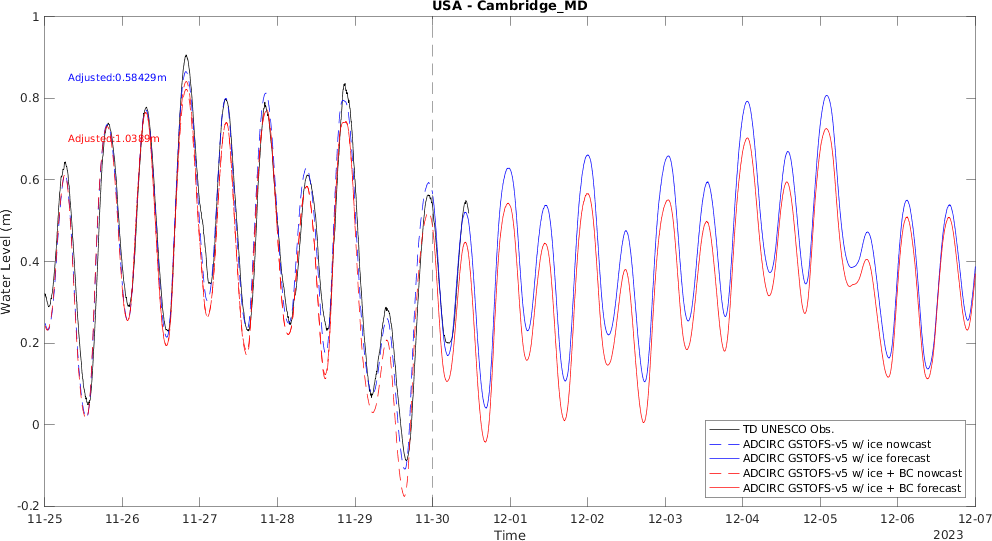 USA - Cambridge_MD
1
0.8
0.6
0.4
0.2
0
-0.2
Water Level (m)
Adjusted:0.58429m
Adjusted:1.0389m
TD UNESCO Obs.
ADCIRC GSTOFS-v5 w/ ice nowcast
ADCIRC GSTOFS-v5 w/ ice forecast
ADCIRC GSTOFS-v5 w/ ice + BC nowcast
ADCIRC GSTOFS-v5 w/ ice + BC forecast
11-25 11-26 11-27 11-28 11-29 11-30 12-01 12-02 12-03 12-04 12-05 12-06 12-07
Time
2023